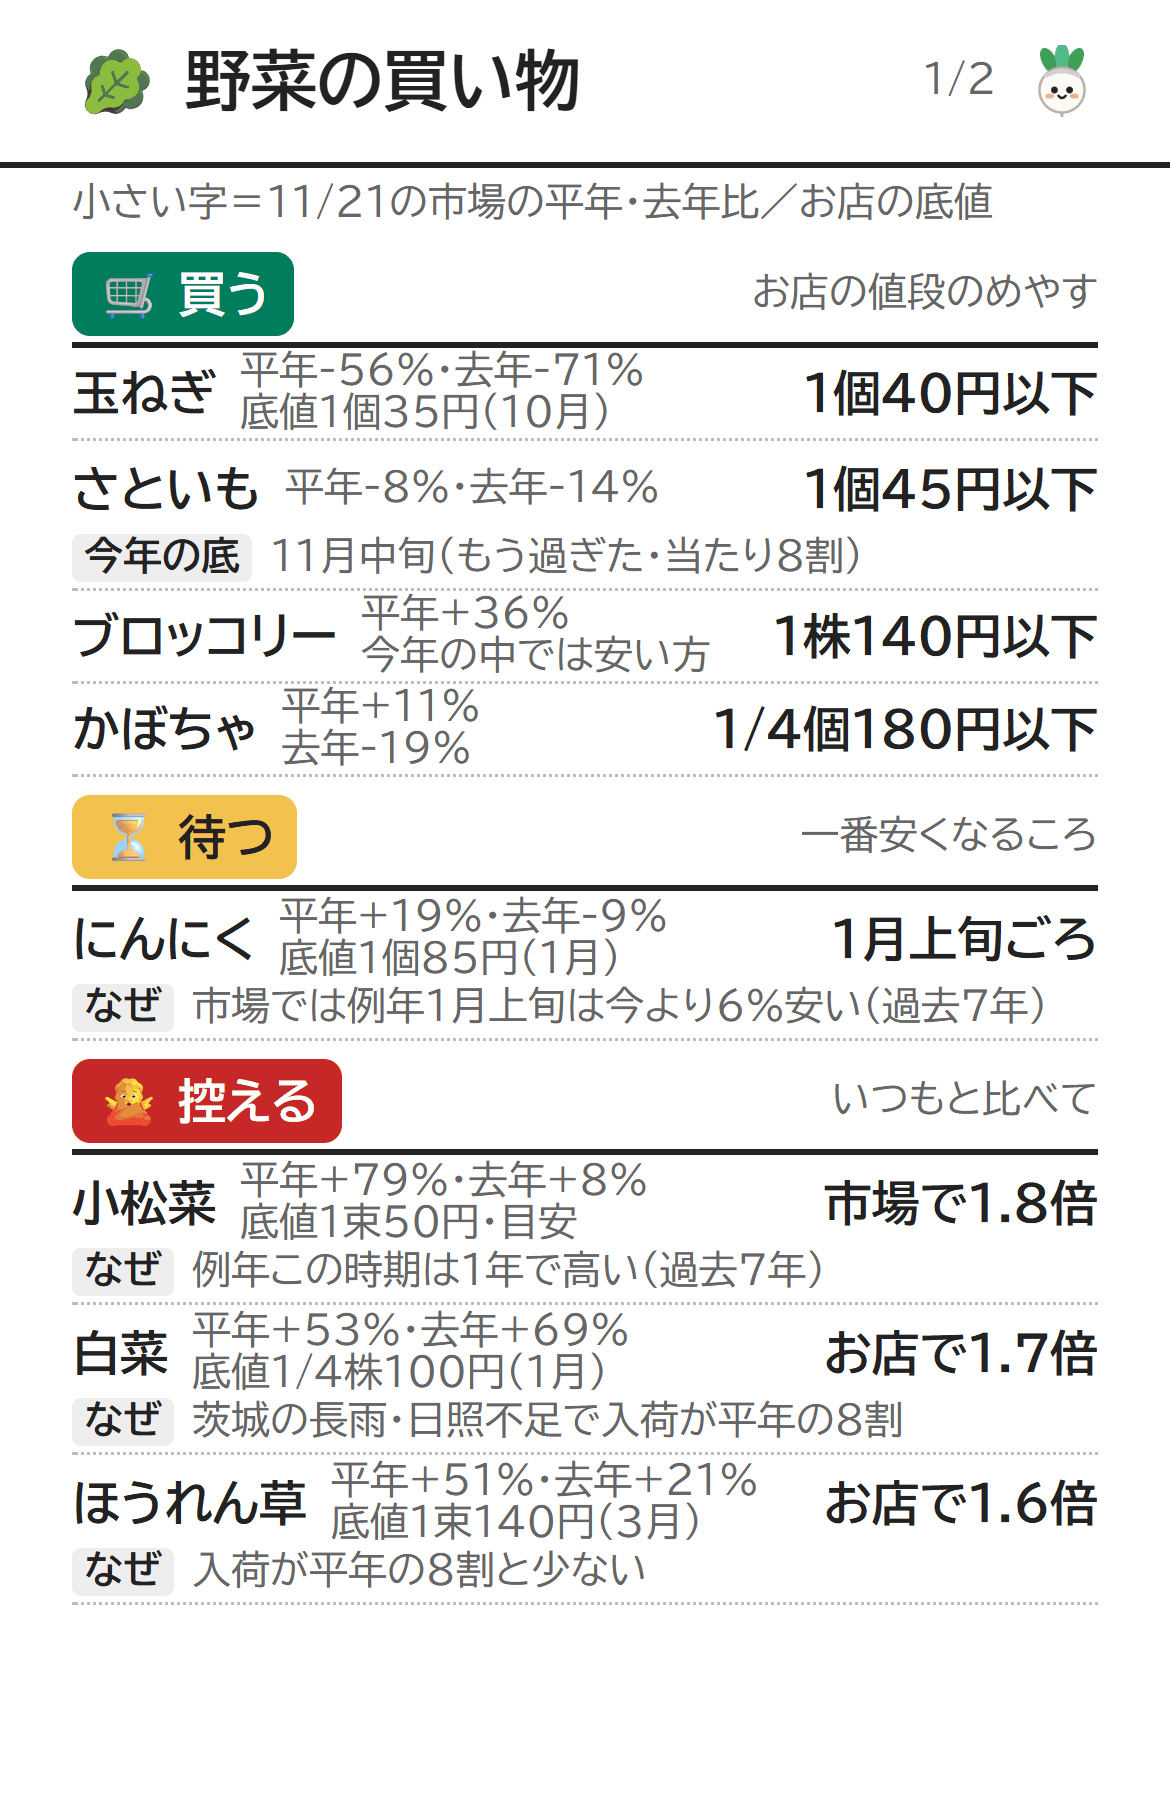 野菜の買い物
1/2
小さい字＝11/21の市場の平年・去年比／お店の底値
買う
お店の値段のめやす
玉ねぎ
平年-56%・去年-71%
底値1個35円（10月）
1個40円以下
さといも
平年-8%・去年-14%
1個45円以下
今年の底
11月中旬（もう過ぎた・当たり8割）
ブロッコリー
平年+36%
今年の中では安い方
1株140円以下
かぼちゃ
平年+11%
去年-19%
1/4個180円以下
待つ
一番安くなるころ
にんにく
平年+19%・去年-9%
底値1個85円（1月）
1月上旬ごろ
なぜ
市場では例年1月上旬は今より6%安い（過去7年）
控える
いつもと比べて
小松菜
平年+79%・去年+8%
底値1束50円・目安
市場で1.8倍
なぜ
例年この時期は1年で高い（過去7年）
白菜
平年+53%・去年+69%
底値1/4株100円（1月）
お店で1.7倍
なぜ
茨城の長雨・日照不足で入荷が平年の8割
ほうれん草
平年+51%・去年+21%
底値1束140円（3月）
お店で1.6倍
なぜ
入荷が平年の8割と少ない